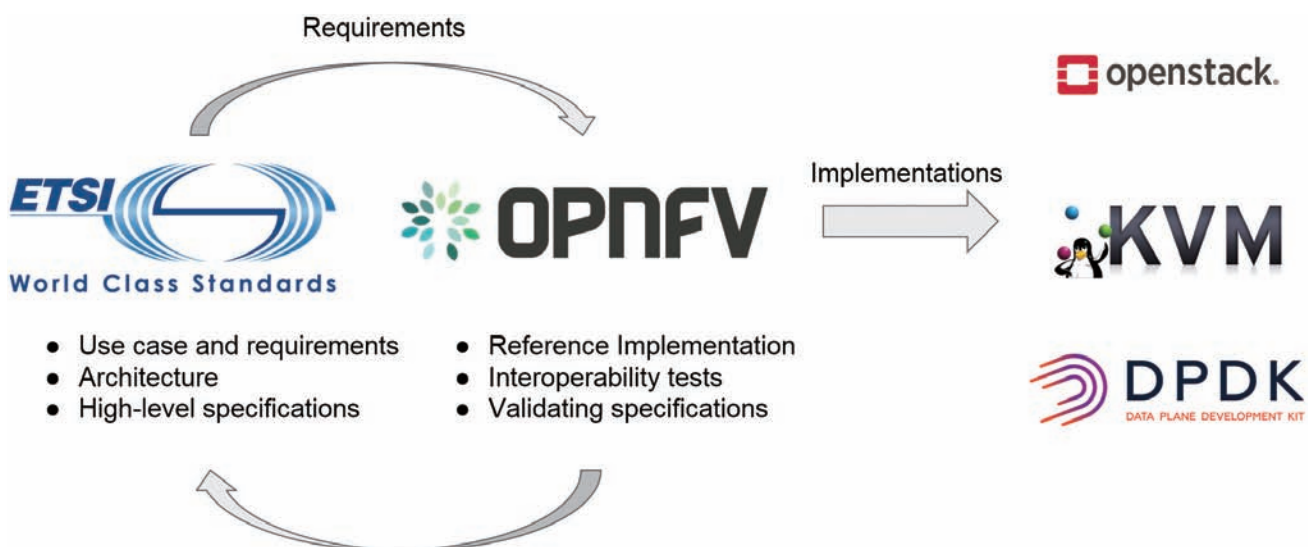 Requirements
openstack.
Implementations
ETSI
World Class Standards
OPNFV
KVM
● Use case and requirements
● Architecture
● High-level specifications
● Reference Implementation
● Interoperability tests
● Validating specifications
DPDK
DATA PLANE DEVELOPMENT KIT